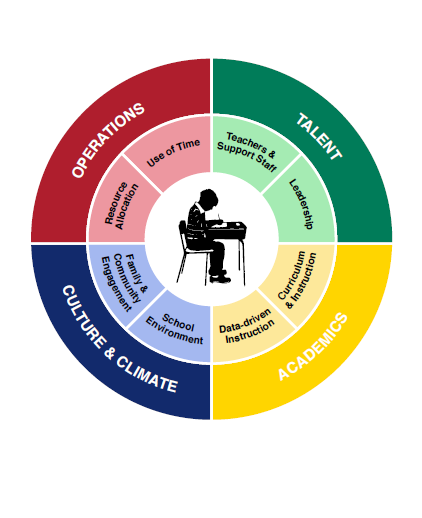 OPERATIONS
TALENT
Use of Time
Teachers &
Support Staff
Resource
Allocation
Leadership
Family &
Community
Engagement
Curriculum
& Instruction
School
Environment
Data-driven
Instruction
CULTURE & CLIMATE
ACADEMICS